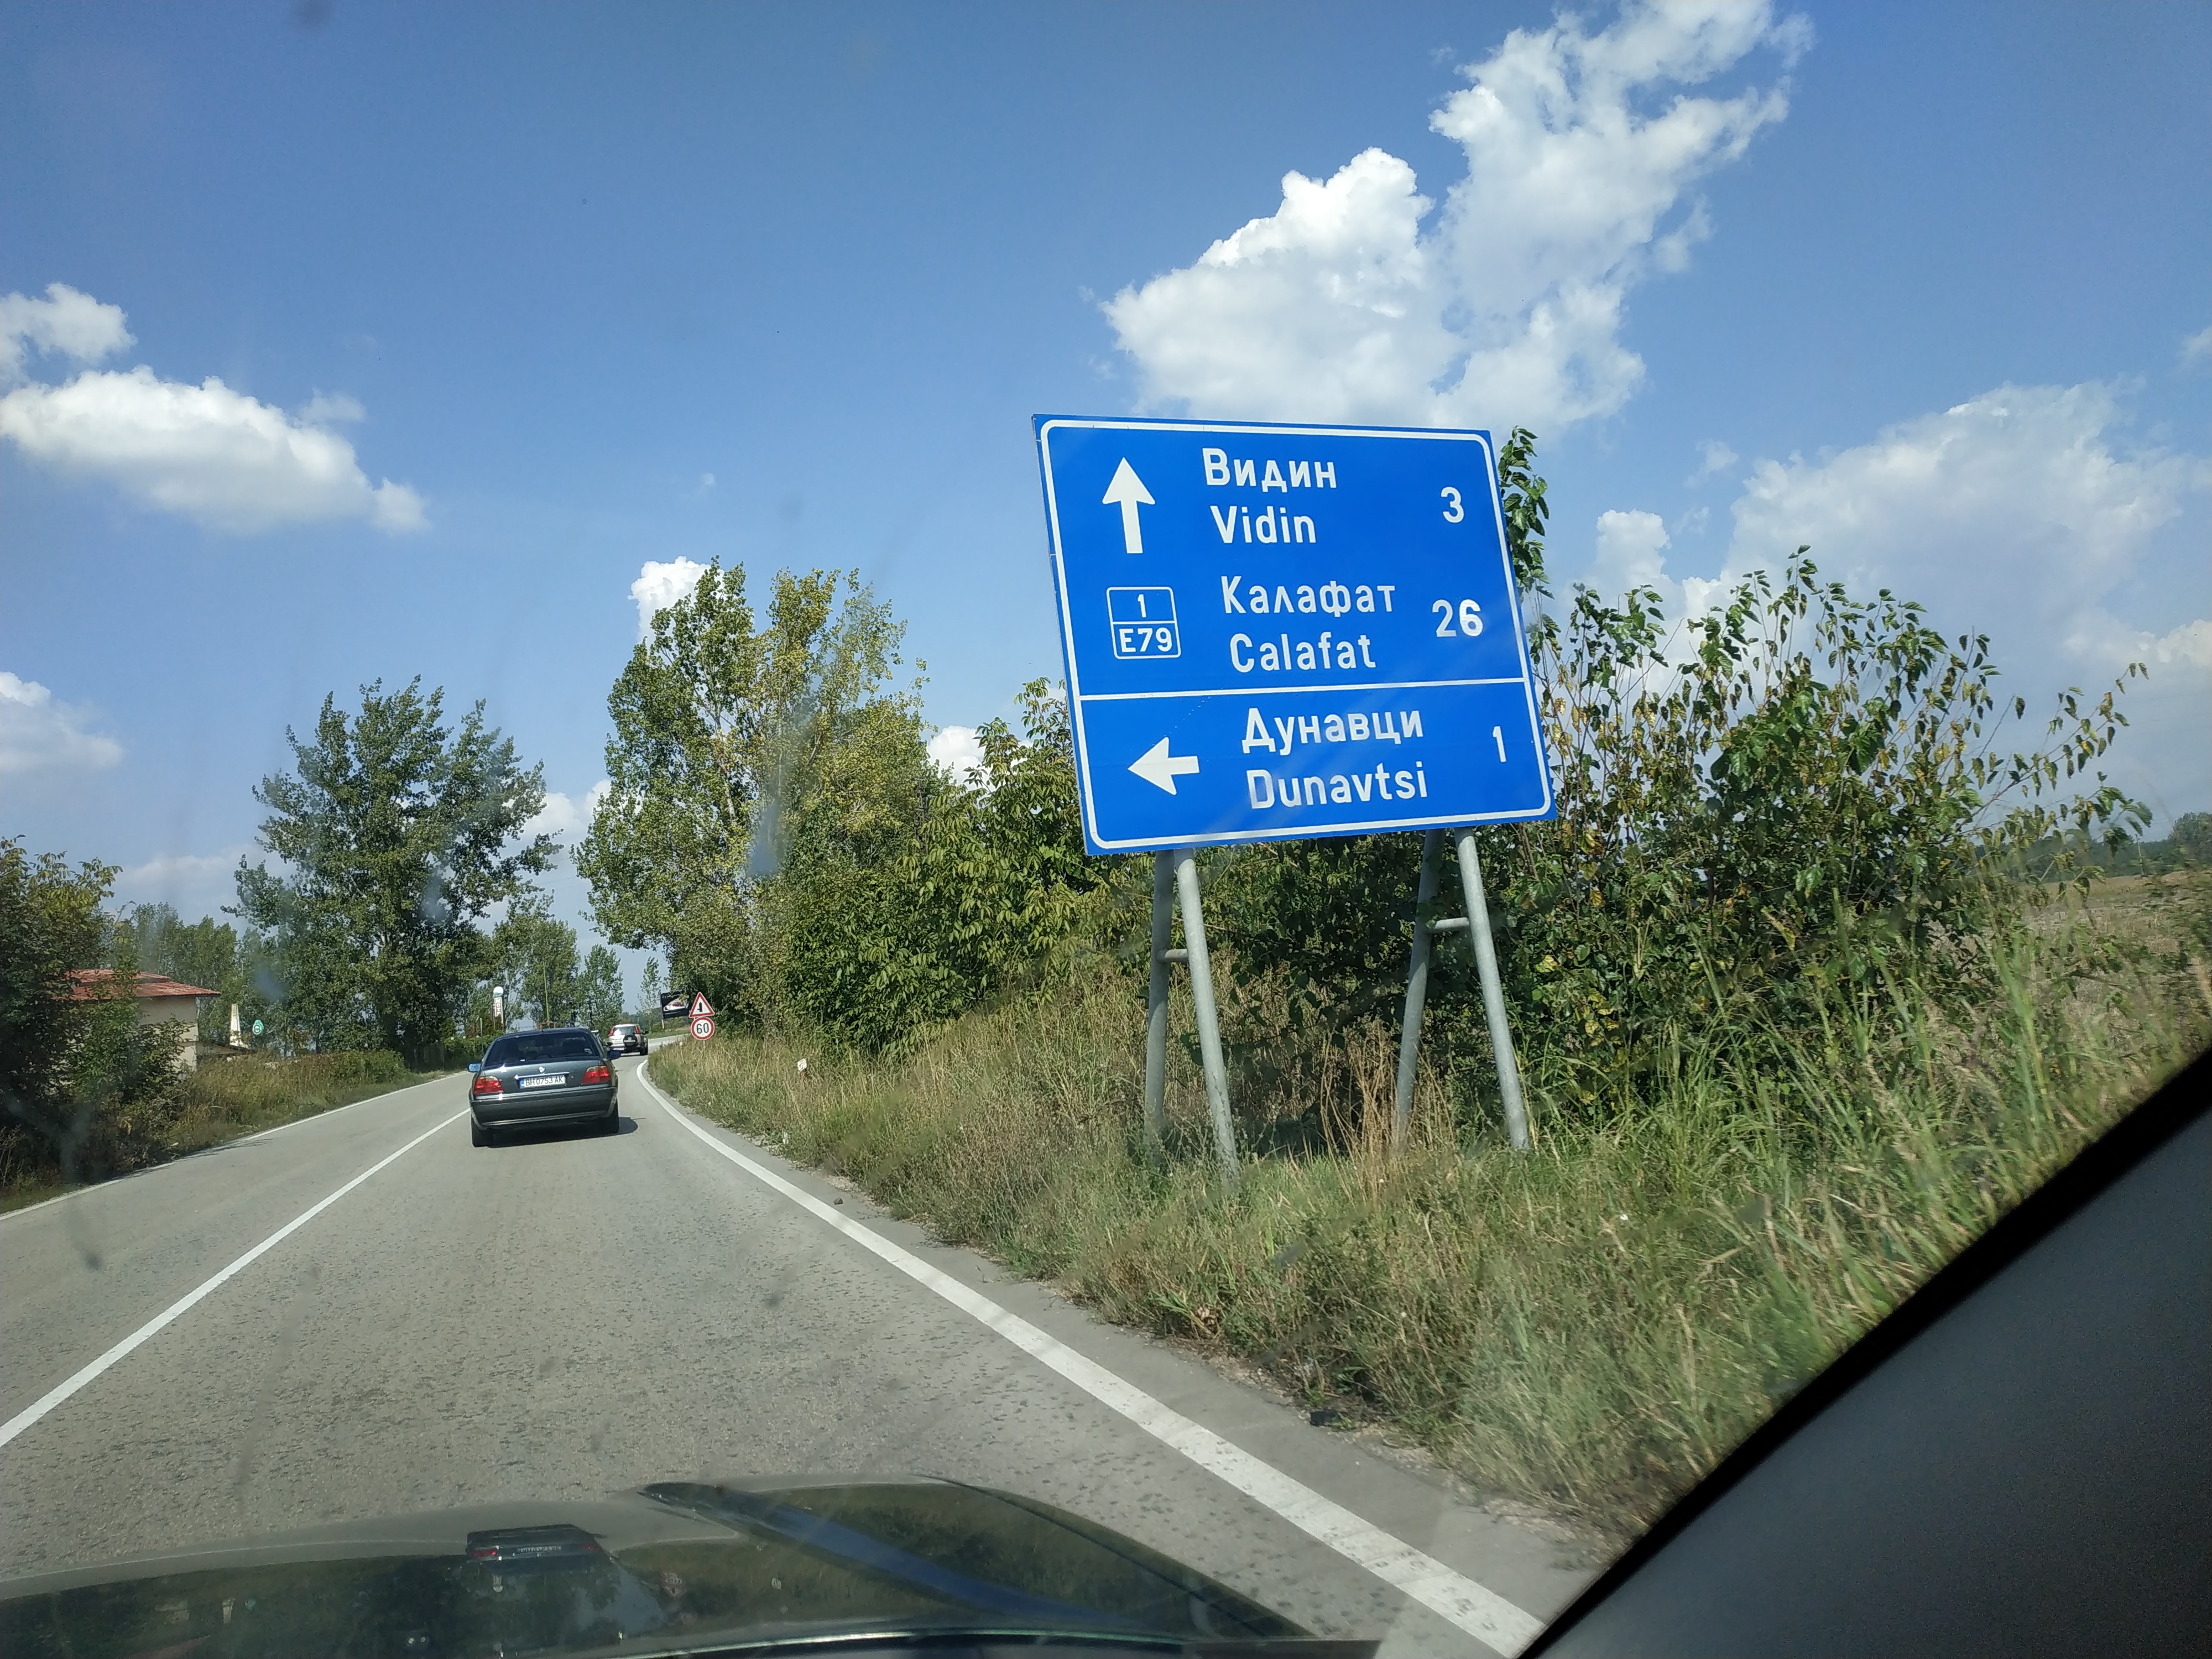 Видин
Vidin
3
1
E79
Калафат
Calafat
26
Дунавци
Dunavtsi
1
60